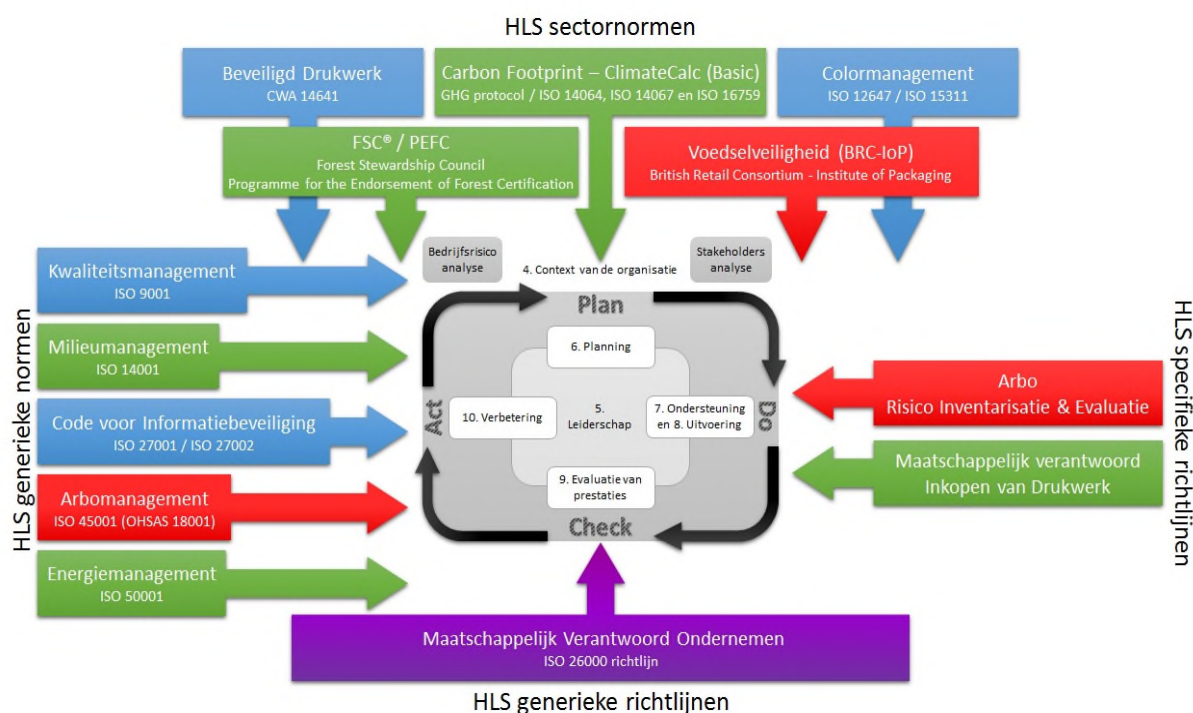 HLS sectornormen
Beveiligd Drukwerk
CWA 14641
Carbon Footprint – ClimateCalc (Basic)
GHG protocol / ISO 14064, ISO 14067 en ISO 16759
Colormanagement
ISO 12647 / ISO 15311
FSC® / PEFC
Forest Stewardship Council
Programme for the Endorsement of Forest Certification
Voedselveiligheid (BRC-IoP)
British Retail Consortium - Institute of Packaging
HLS generieke normen
Kwaliteitsmanagement
ISO 9001
Milieumanagement
ISO 14001
Code voor Informatiebeveiliging
ISO 27001 / ISO 27002
Arbomanagement
ISO 45001 (OHSAS 18001)
Energiemanagement
ISO 50001
Bedrijfsrisico
analyse
4. Context van de organisatie
Stakeholders
analyse
Plan
6. Planning
Act
10. Verbetering
5.
Leiderschap
7. Ondersteuning
en 8. Uitvoering
Do
9. Evaluatie van
prestaties
Check
Arbo
Risico Inventarisatie & Evaluatie
Maatschappelijk verantwoord
Inkopen van Drukwerk
HLS specifieke richtlijnen
Maatschappelijk Verantwoord Ondernemen
ISO 26000 richtlijn
HLS generieke richtlijnen